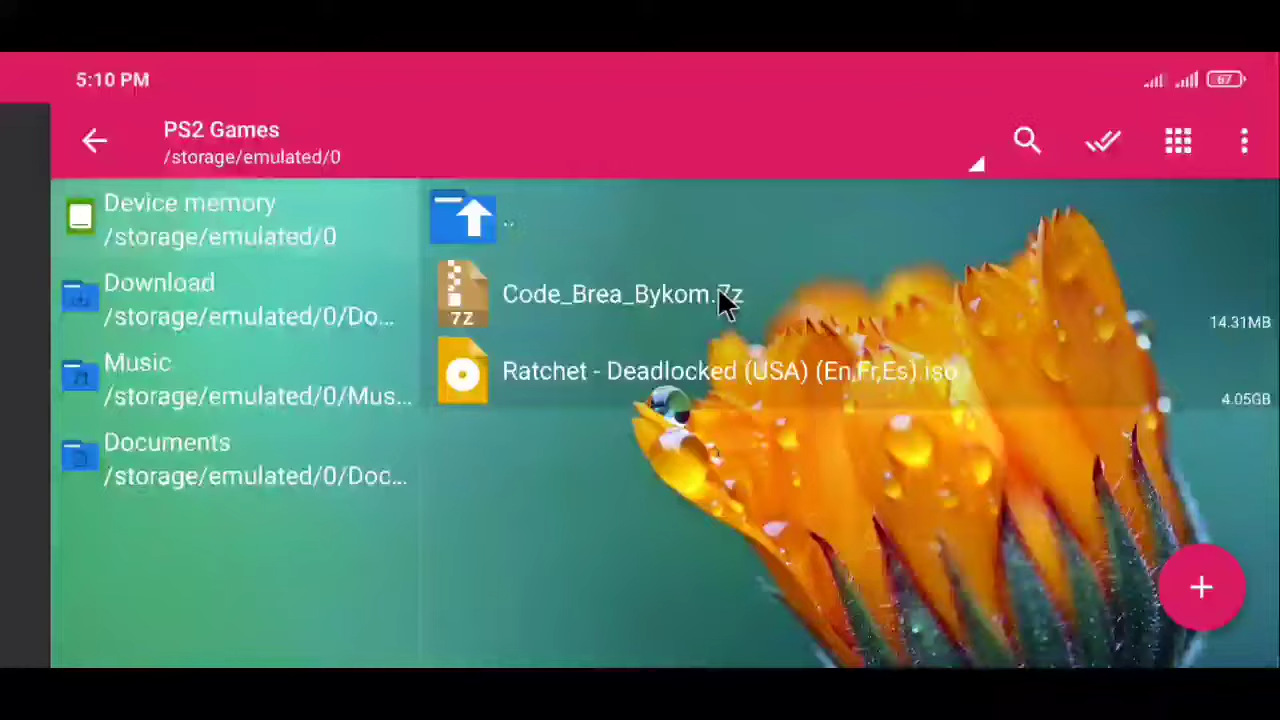 5:10 PM
67
PS2 Games
/storage/emulated/0
Device memory
/storage/emulated/0
Download
/storage/emulated/0/Do...
Music
/storage/emulated/0/Mus...
Documents
/storage/emulated/0/Doc...
..
7Z
Code_Brea_Bykom.7z
14.31MB
Ratchet - Deadlocked (USA) (En,Fr,Es).iso
4.05GB